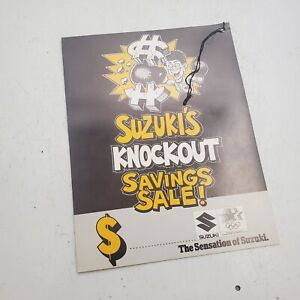 SUZUKI'S
KNOCKOUT
SAVINGS
SALE!
$
SUZUKI
The Sensation of Suzuki.